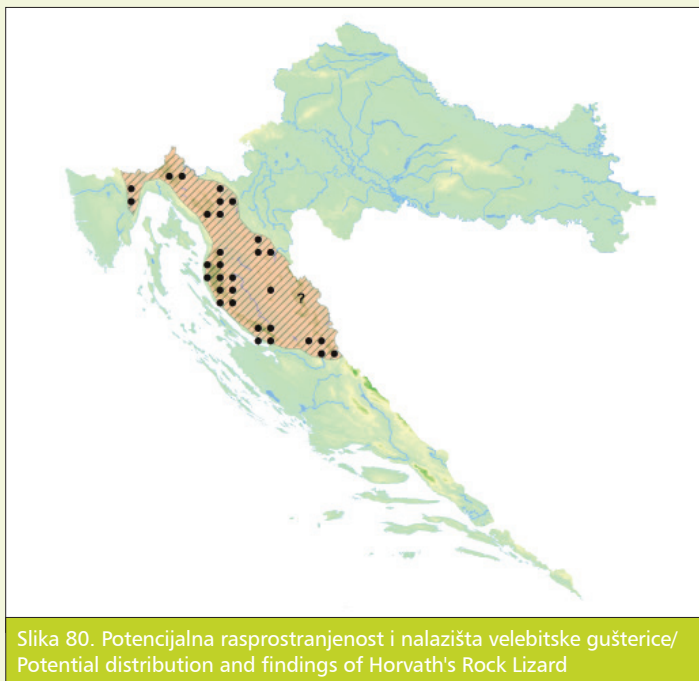 ?
Slika 80. Potencijalna rasprostranjenost i nalazišta velebitske gušterice/
Potential distribution and findings of Horvath's Rock Lizard